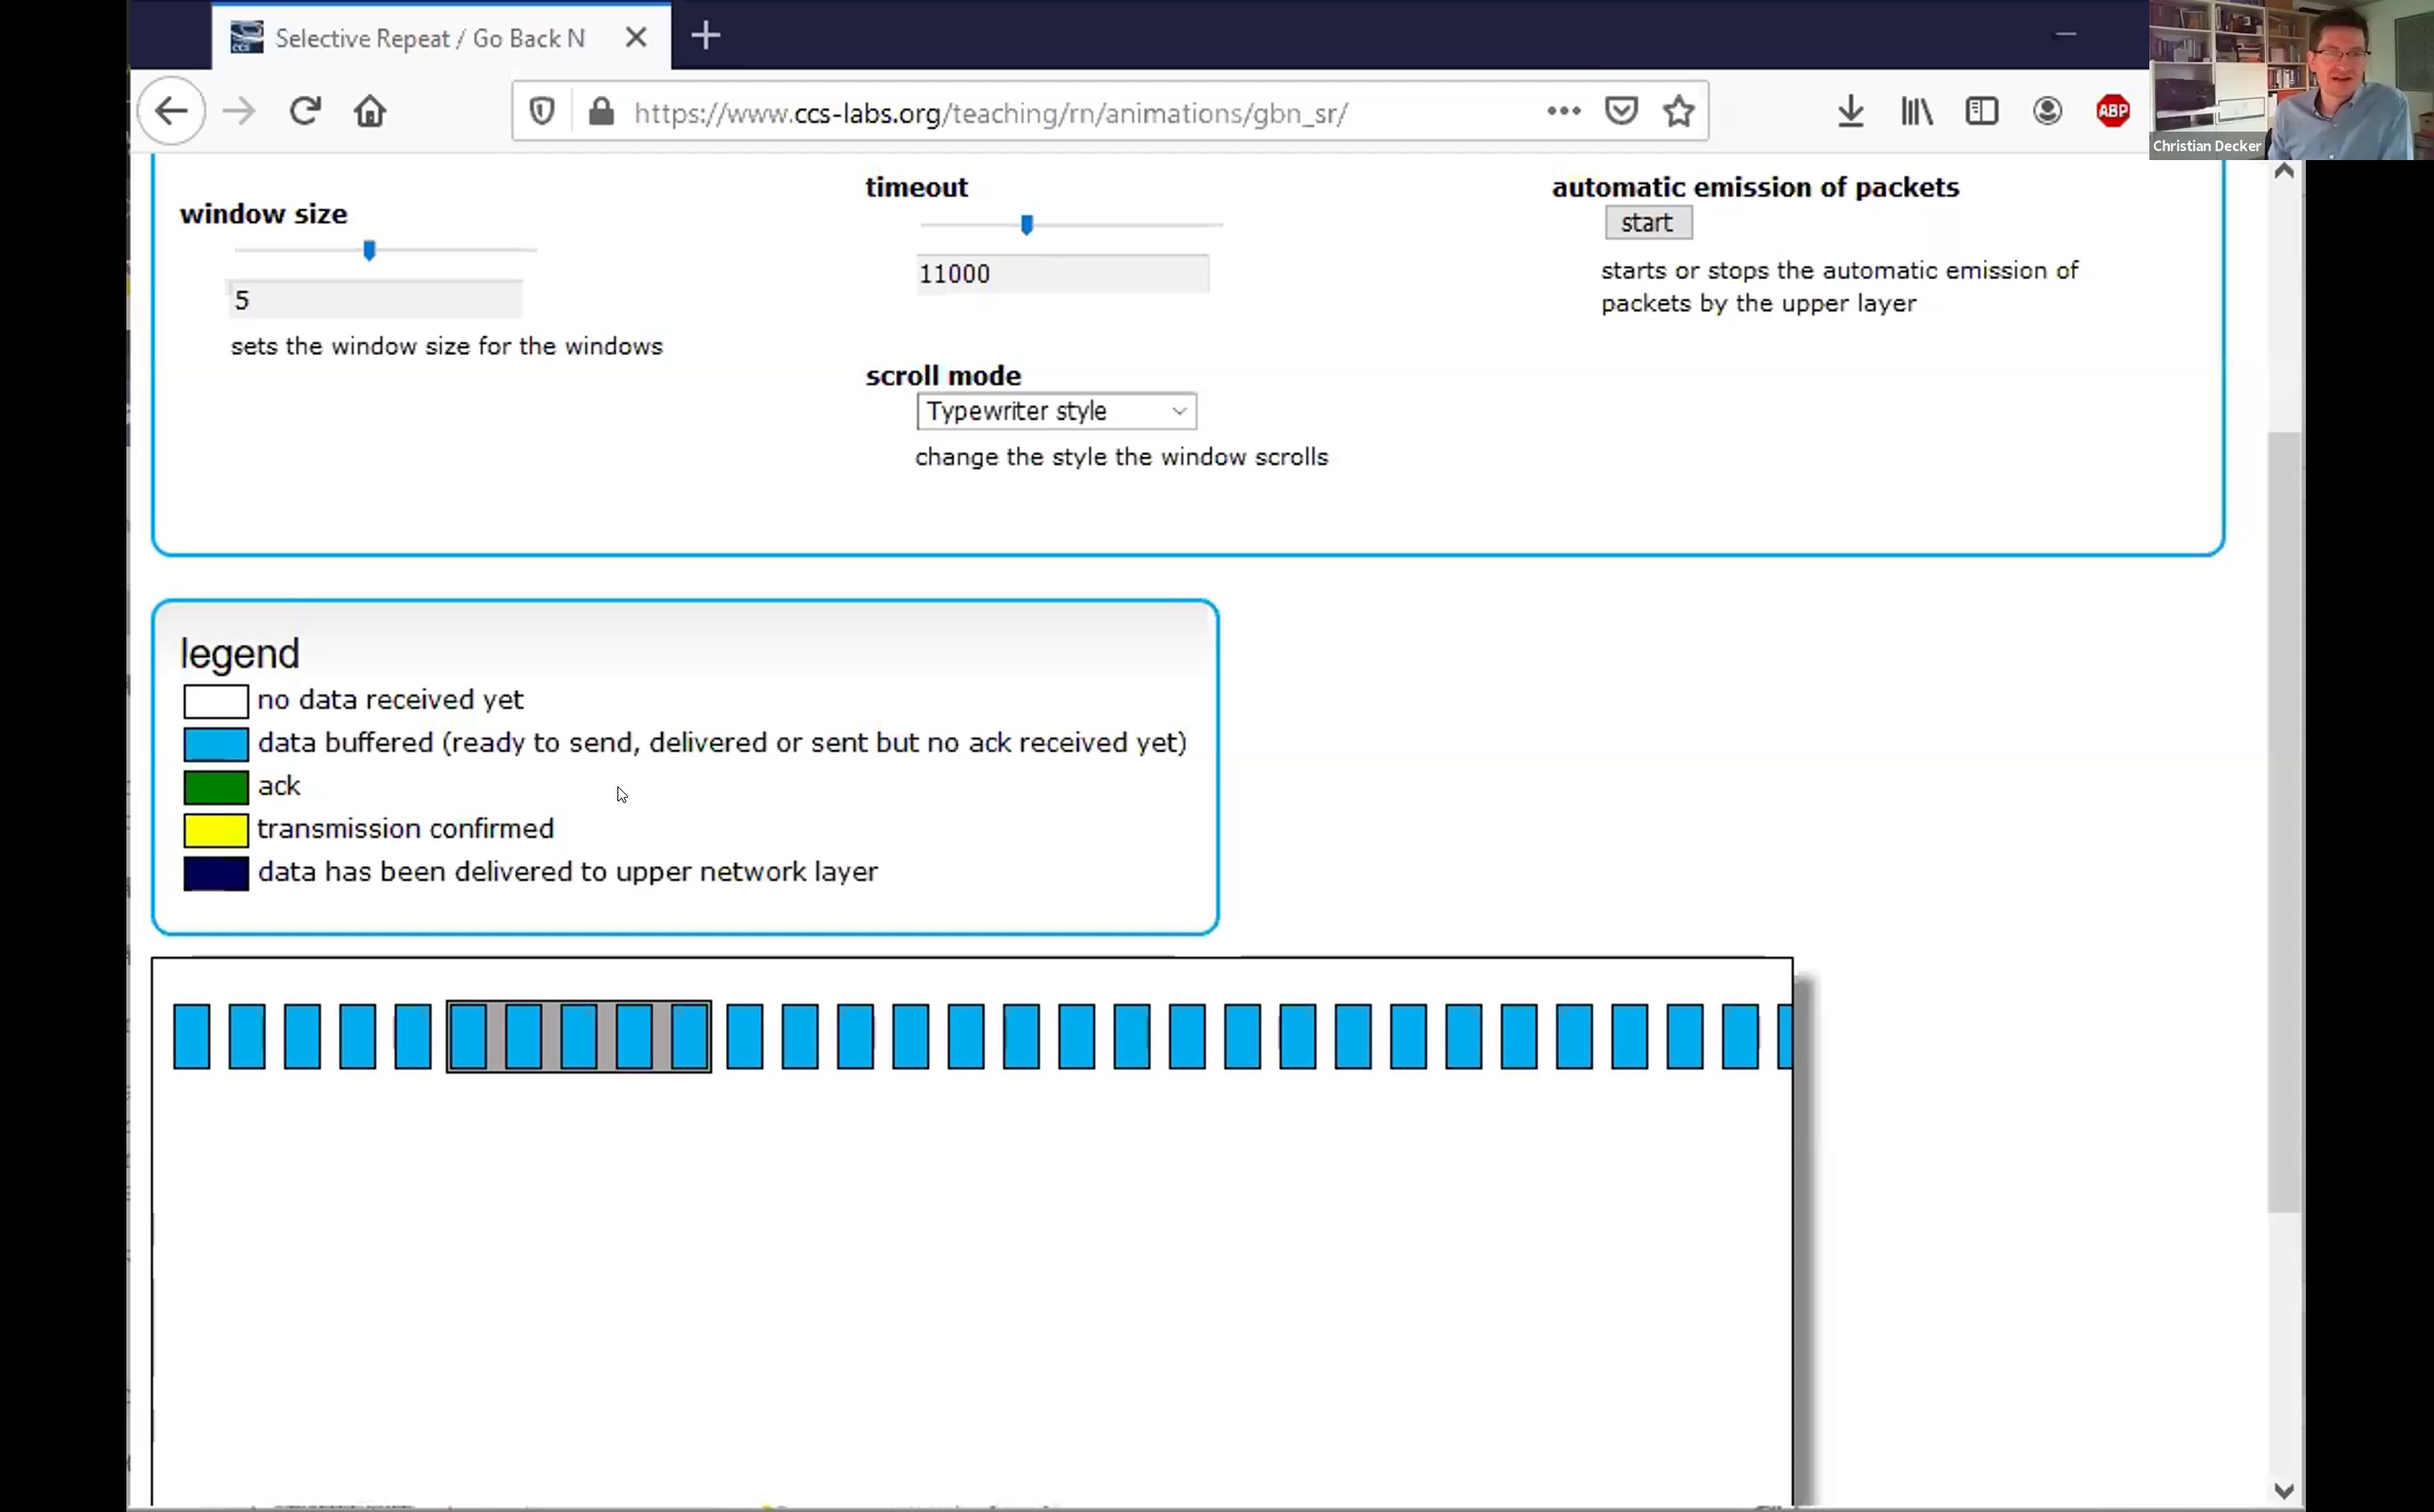 Selective Repeat / Go Back N
https://www.ccs-labs.org/teaching/rn/animations/gbn_sr/
ABP
Christian Decker
window size
5
sets the window size for the windows
timeout
11000
scroll mode
Typewriter style
change the style the window scrolls
automatic emission of packets
start
starts or stops the automatic emission of
packets by the upper layer
legend
no data received yet
data buffered (ready to send, delivered or sent but no ack received yet)
ack
transmission confirmed
data has been delivered to upper network layer